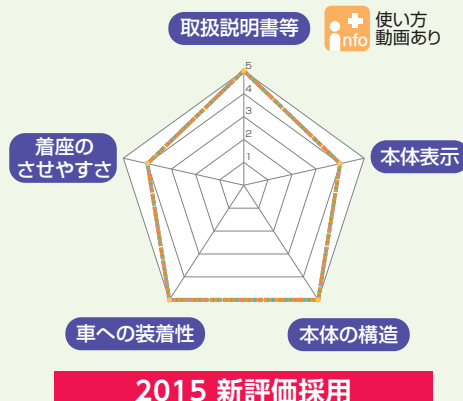 取扱説明書等
使い方
動画あり
info
5
4
3
2
1
着座の
させやすさ
本体表示
車への装着性
本体の構造
2015 新評価採用